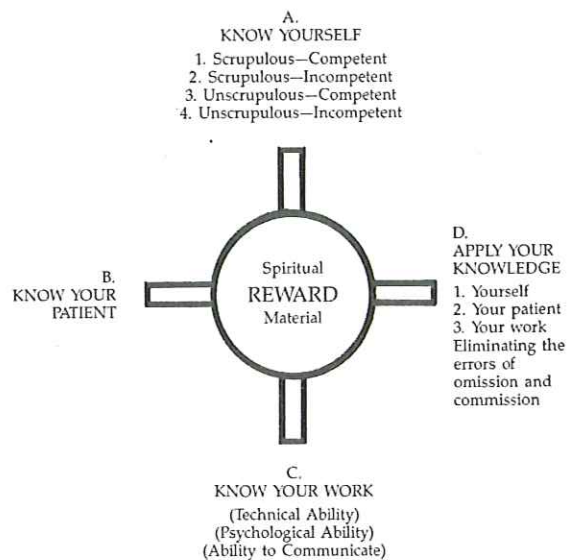 A.
KNOW YOURSELF
1. Scrupulous—Competent
2. Scrupulous—Incompetent
3. Unscrupulous—Competent
4. Unscrupulous—Incompetent
B.
KNOW YOUR
PATIENT
Spiritual
REWARD
Material
D.
APPLY YOUR
KNOWLEDGE
1. Yourself
2. Your patient
3. Your work
Eliminating the
errors of
omission and
commission
C.
KNOW YOUR WORK
(Technical Ability)
(Psychological Ability)
(Ability to Communicate)